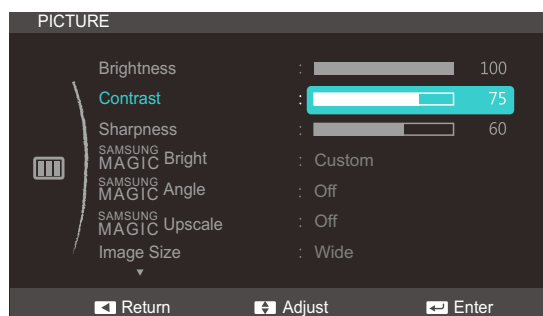 PICTURE
Brightness : 100
Contrast : 75
Sharpness : 60
SAMSUNG MAGIC Bright : Custom
SAMSUNG MAGIC Angle : Off
SAMSUNG MAGIC Upscale : Off
Image Size : Wide
Return Adjust Enter